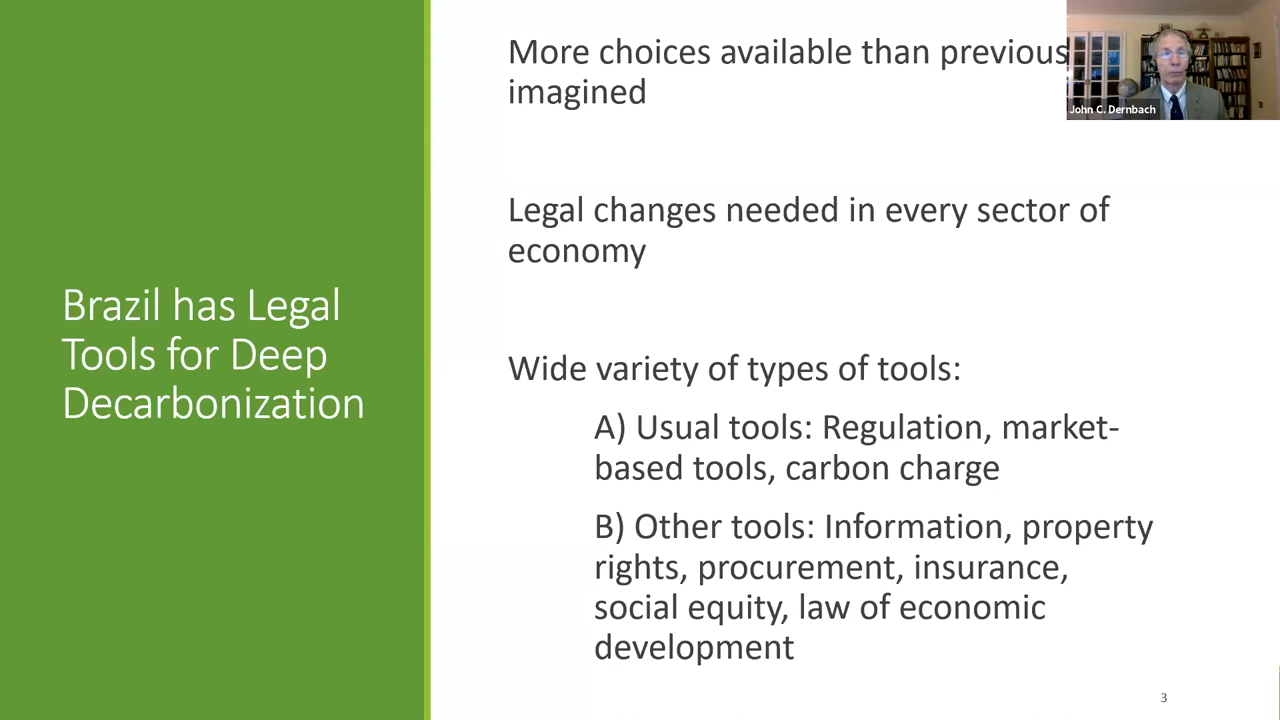 Brazil has Legal
Tools for Deep
Decarbonization
More choices available than previous
imagined
Legal changes needed in every sector of
economy
Wide variety of types of tools:
A) Usual tools: Regulation, market-
based tools, carbon charge
B) Other tools: Information, property
rights, procurement, insurance,
social equity, law of economic
development
John C. Dernbach
3